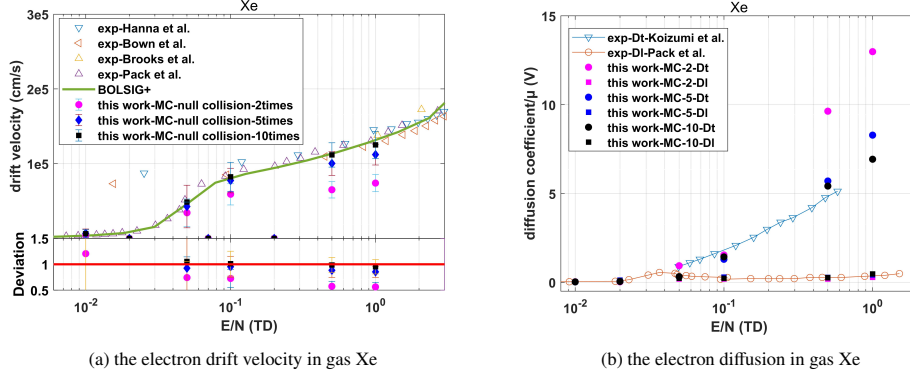 Xe
3e5
2e5
1e5
drift velocity (cm/s)
exp-Hanna et al.
exp-Bown et al.
exp-Brooks et al.
exp-Pack et al.
BOLSIG+
this work-MC-null collision-2times
this work-MC-null collision-5times
this work-MC-null collision-10times
1.5
1
0.5
Deviation
10-2
10-1
100
E/N (TD)
(a) the electron drift velocity in gas Xe
Xe
15
10
5
0
diffusion coefficient/μ (V)
exp-Dt-Koizumi et al.
exp-Dl-Pack et al.
this work-MC-2-Dt
this work-MC-2-Dl
this work-MC-5-Dt
this work-MC-5-Dl
this work-MC-10-Dt
this work-MC-10-Dl
10-2
10-1
100
E/N (TD)
(b) the electron diffusion in gas Xe